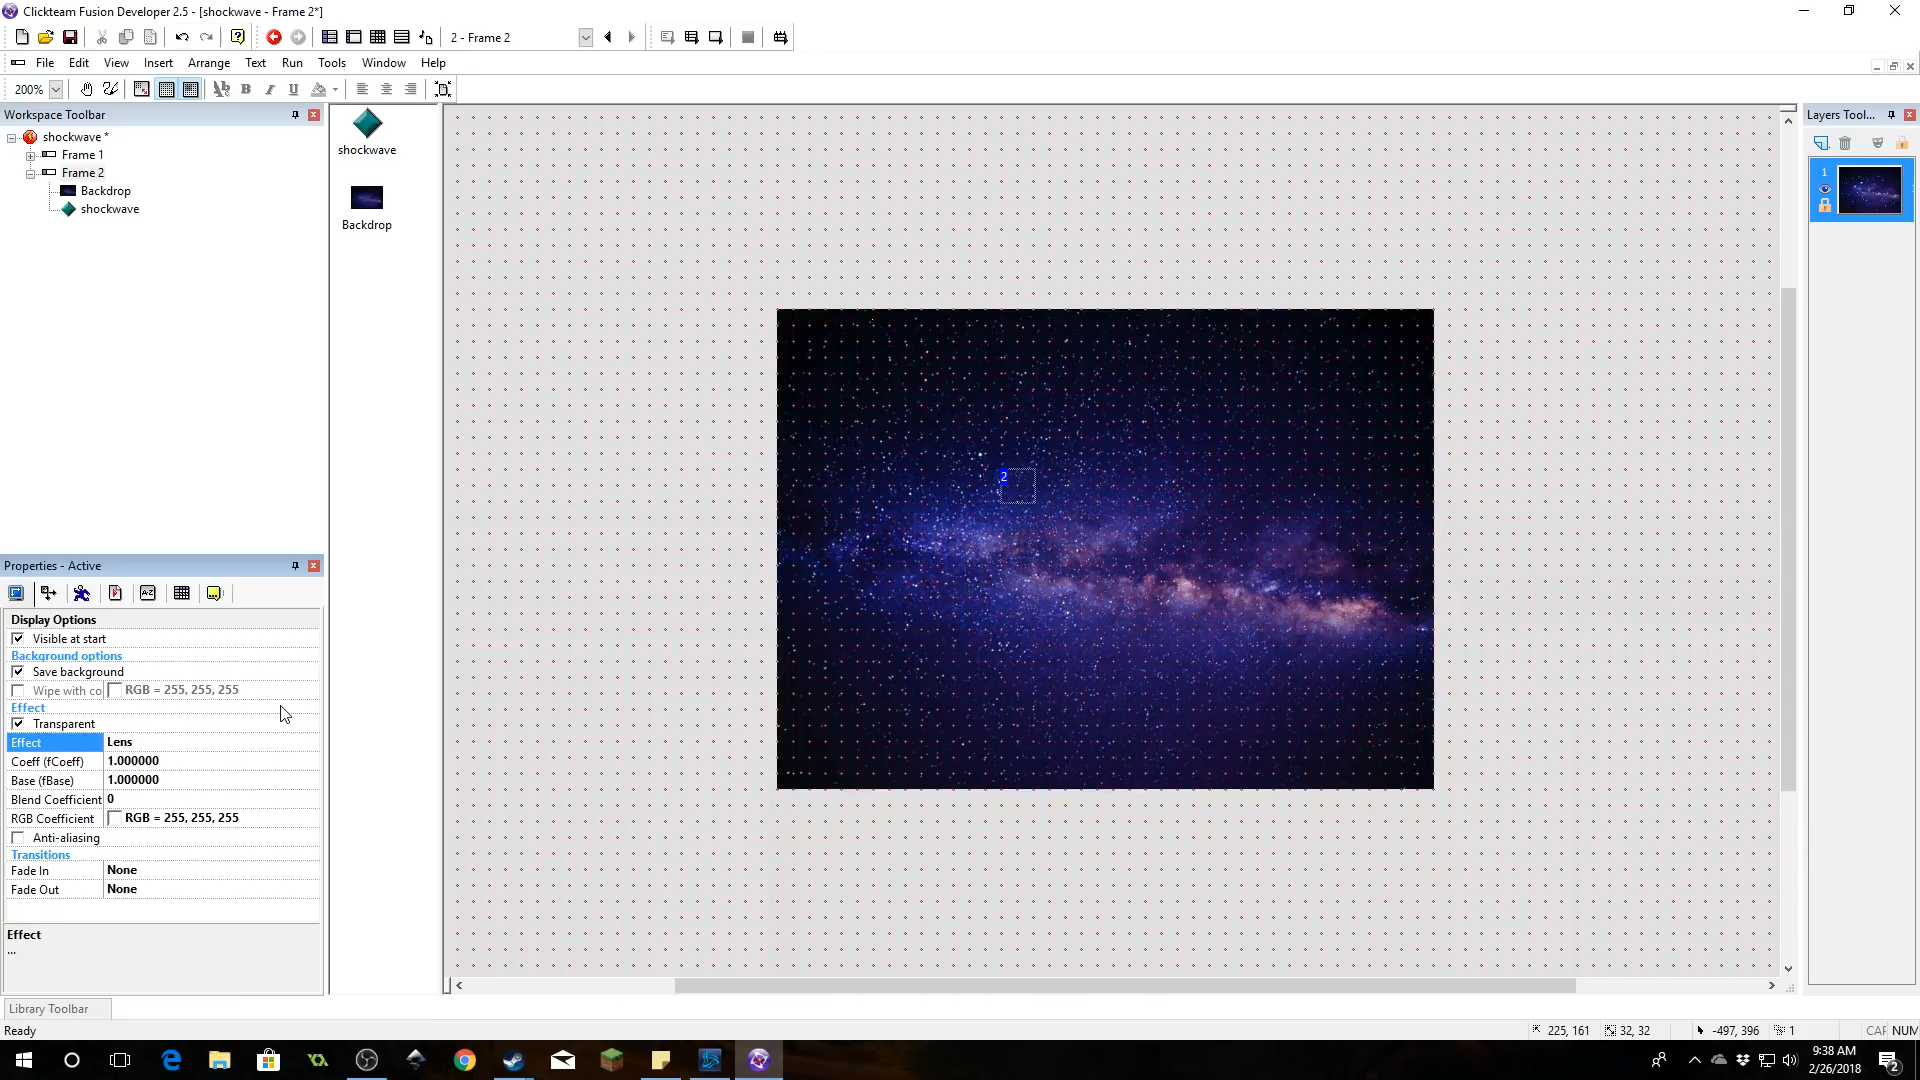 Clickteam Fusion Developer 2.5 - [shockwave - Frame 2*]
2 - Frame 2
File Edit View Insert Arrange Text Run Tools Window Help
200%
Workspace Toolbar
shockwave *
Frame 1
Frame 2
Backdrop
shockwave
shockwave
Backdrop
2
Layers Tool...
1
Properties - Active
Display Options
Visible at start
Background options
Save background
Wipe with co RGB = 255, 255, 255
Effect
Transparent
Effect Lens
Coeff (fCoeff) 1.000000
Base (fBase) 1.000000
Blend Coefficient 0
RGB Coefficient RGB = 255, 255, 255
Anti-aliasing
Transitions
Fade In None
Fade Out None
Effect
...
Library Toolbar
Ready
225, 161 32, 32 -497, 396 1 CAP NUM
9:38 AM
2/26/2018
2